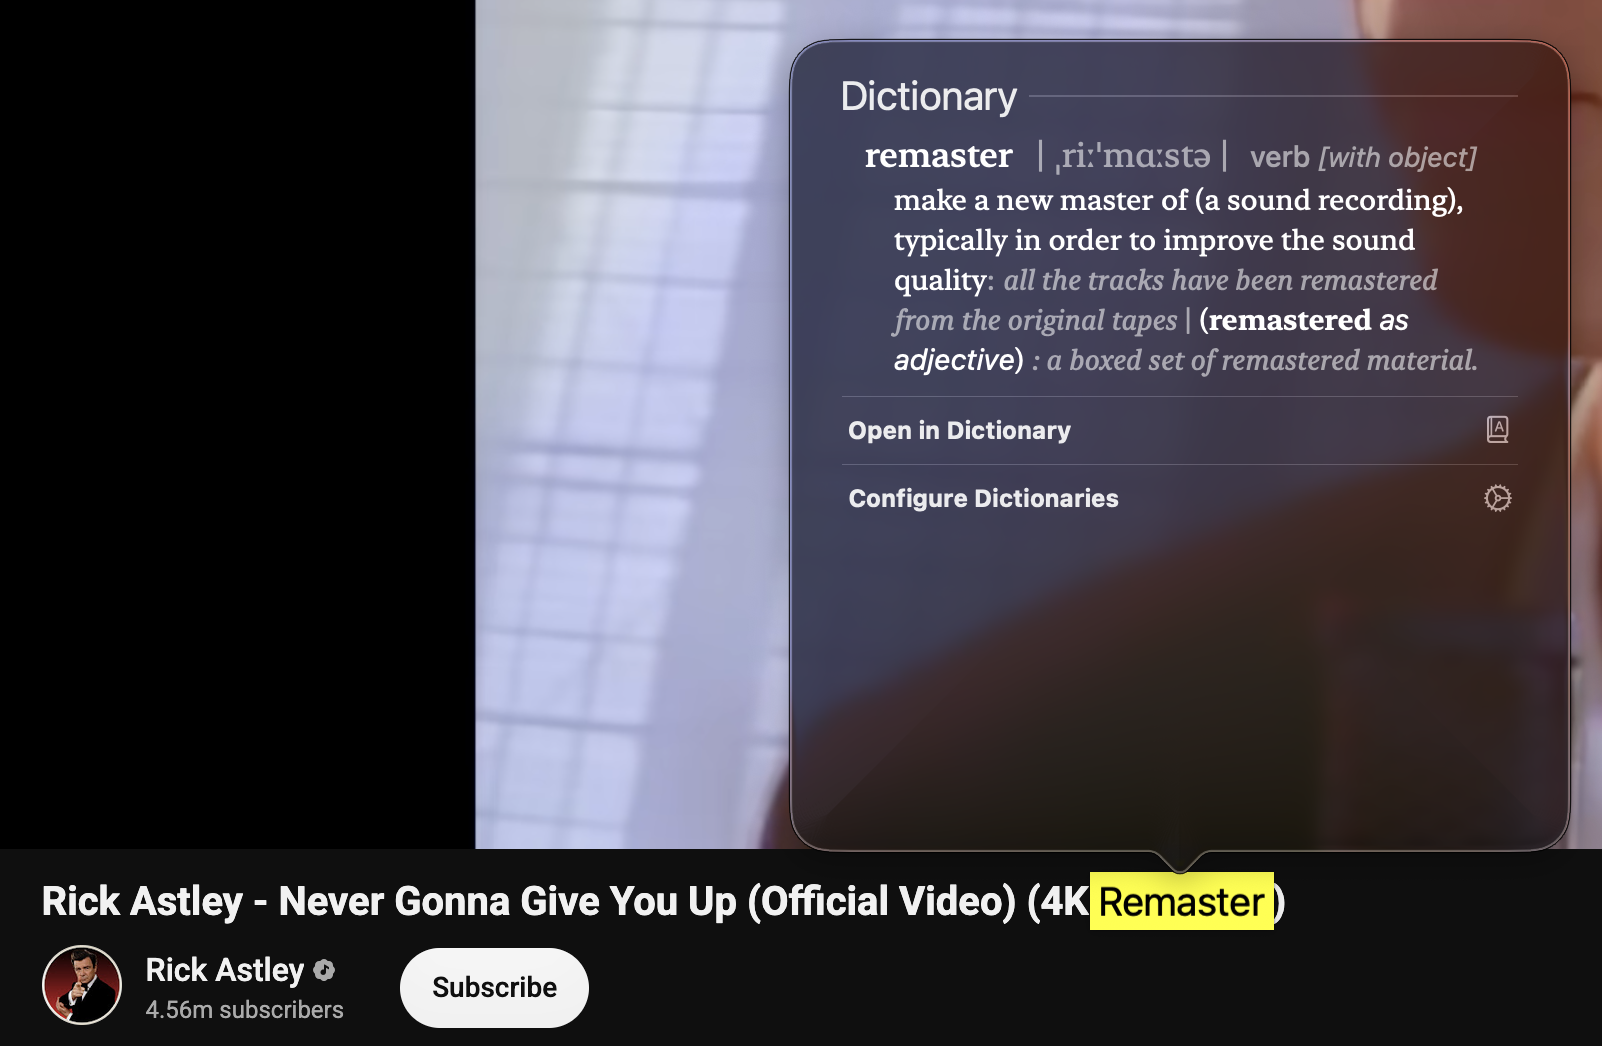 Dictionary
remaster | ˌriːˈmɑːstə | verb [with object]
make a new master of (a sound recording),
typically in order to improve the sound
quality: all the tracks have been remastered
from the original tapes | (remastered as
adjective) : a boxed set of remastered material.
Open in Dictionary
A
Configure Dictionaries
Rick Astley - Never Gonna Give You Up (Official Video) (4K Remaster)
Rick Astley
4.56m subscribers
Subscribe